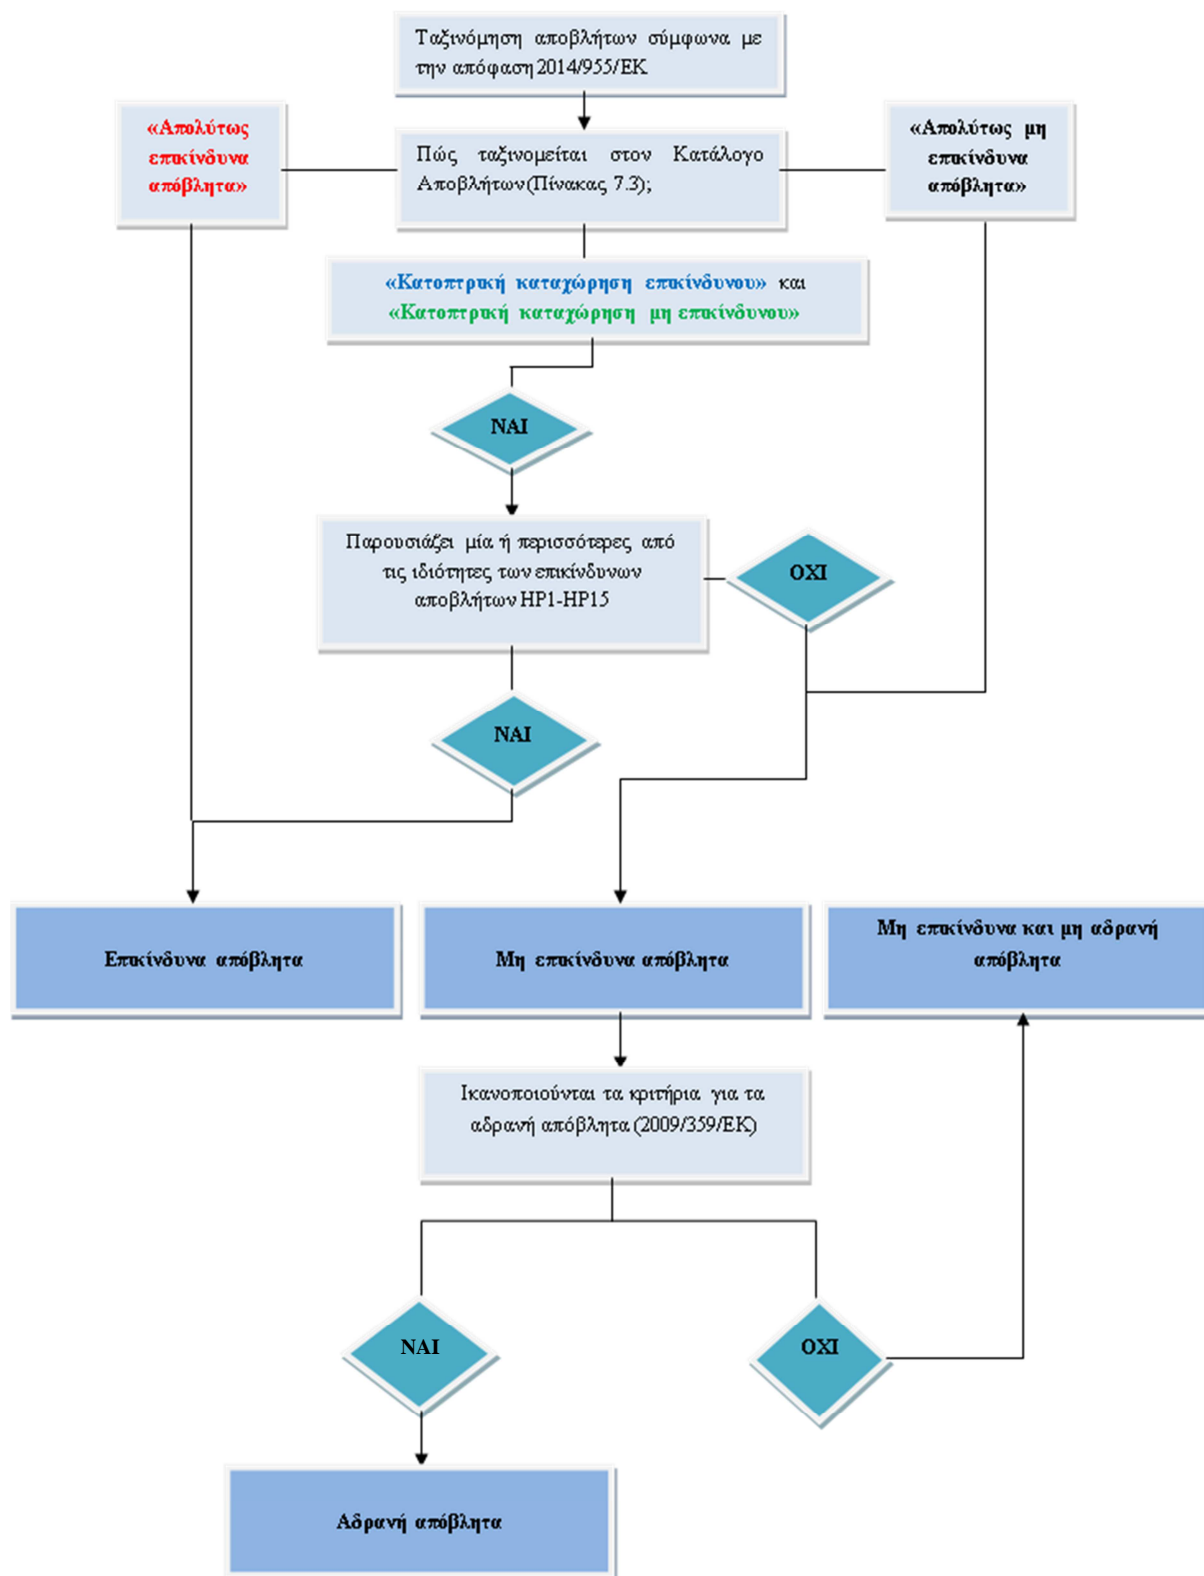 Ταξινόμηση αποβλήτων σύμφωνα με
την απόφαση 2014/955/ΕΚ
«Απολύτως
επικίνδυνα
απόβλητα»
Πώς ταξινομείται στον Κατάλογο
Αποβλήτων (Πίνακας 7.3);
«Απολύτως μη
επικίνδυνα
απόβλητα»
«Κατοπτρική καταχώρηση επικίνδυνου» και
«Κατοπτρική καταχώρηση μη επικίνδυνου»
ΝΑΙ
Παρουσιάζει μία ή περισσότερες από
τις ιδιότητες των επικίνδυνων
αποβλήτων HP1-HP15
ΟΧΙ
ΝΑΙ
Επικίνδυνα απόβλητα
Μη επικίνδυνα απόβλητα
Μη επικίνδυνα και μη αδρανή
απόβλητα
Ικανοποιούνται τα κριτήρια για τα
αδρανή απόβλητα (2009/359/ΕΚ)
ΝΑΙ
ΟΧΙ
Αδρανή απόβλητα